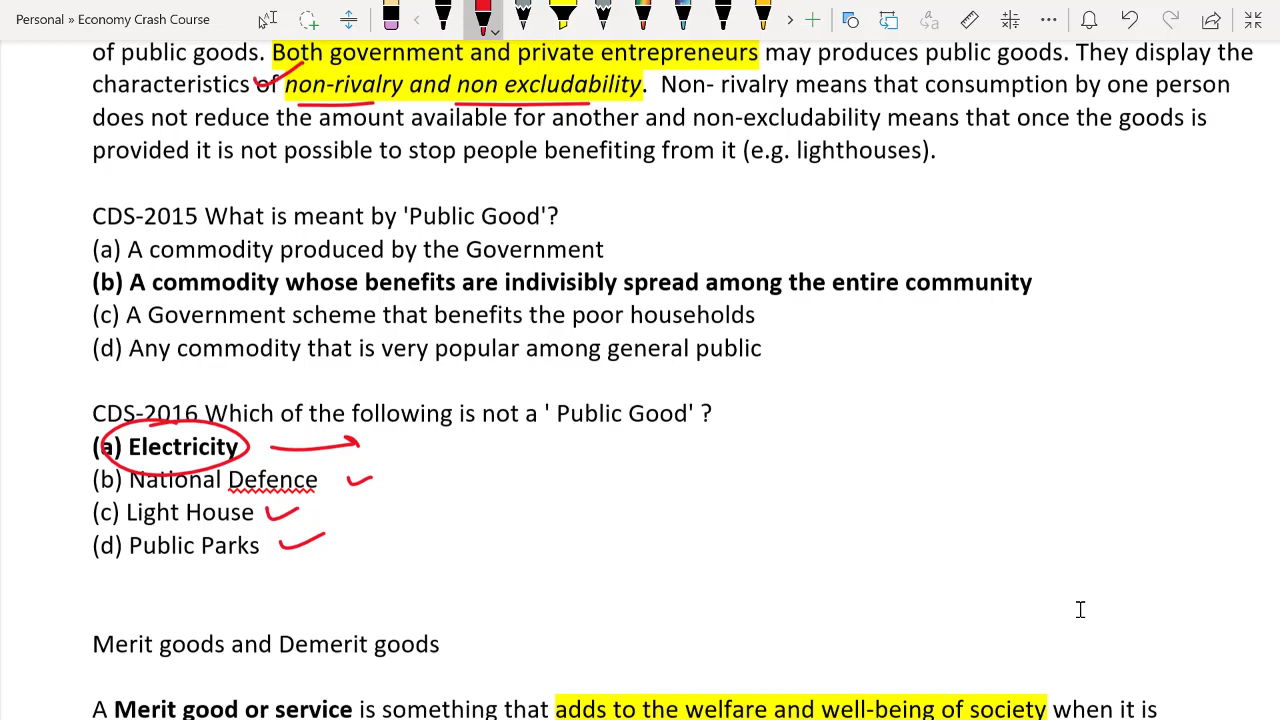 Personal » Economy Crash Course
of public goods. Both government and private entrepreneurs may produces public goods. They display the
characteristics of non-rivalry and non excludability. Non- rivalry means that consumption by one person
does not reduce the amount available for another and non-excludability means that once the goods is
provided it is not possible to stop people benefiting from it (e.g. lighthouses).
CDS-2015 What is meant by 'Public Good'?
(a) A commodity produced by the Government
(b) A commodity whose benefits are indivisibly spread among the entire community
(c) A Government scheme that benefits the poor households
(d) Any commodity that is very popular among general public
CDS-2016 Which of the following is not a ' Public Good' ?
(a) Electricity
(b) National Defence
(c) Light House
(d) Public Parks
Merit goods and Demerit goods
A Merit good or service is something that adds to the welfare and well-being of society when it is